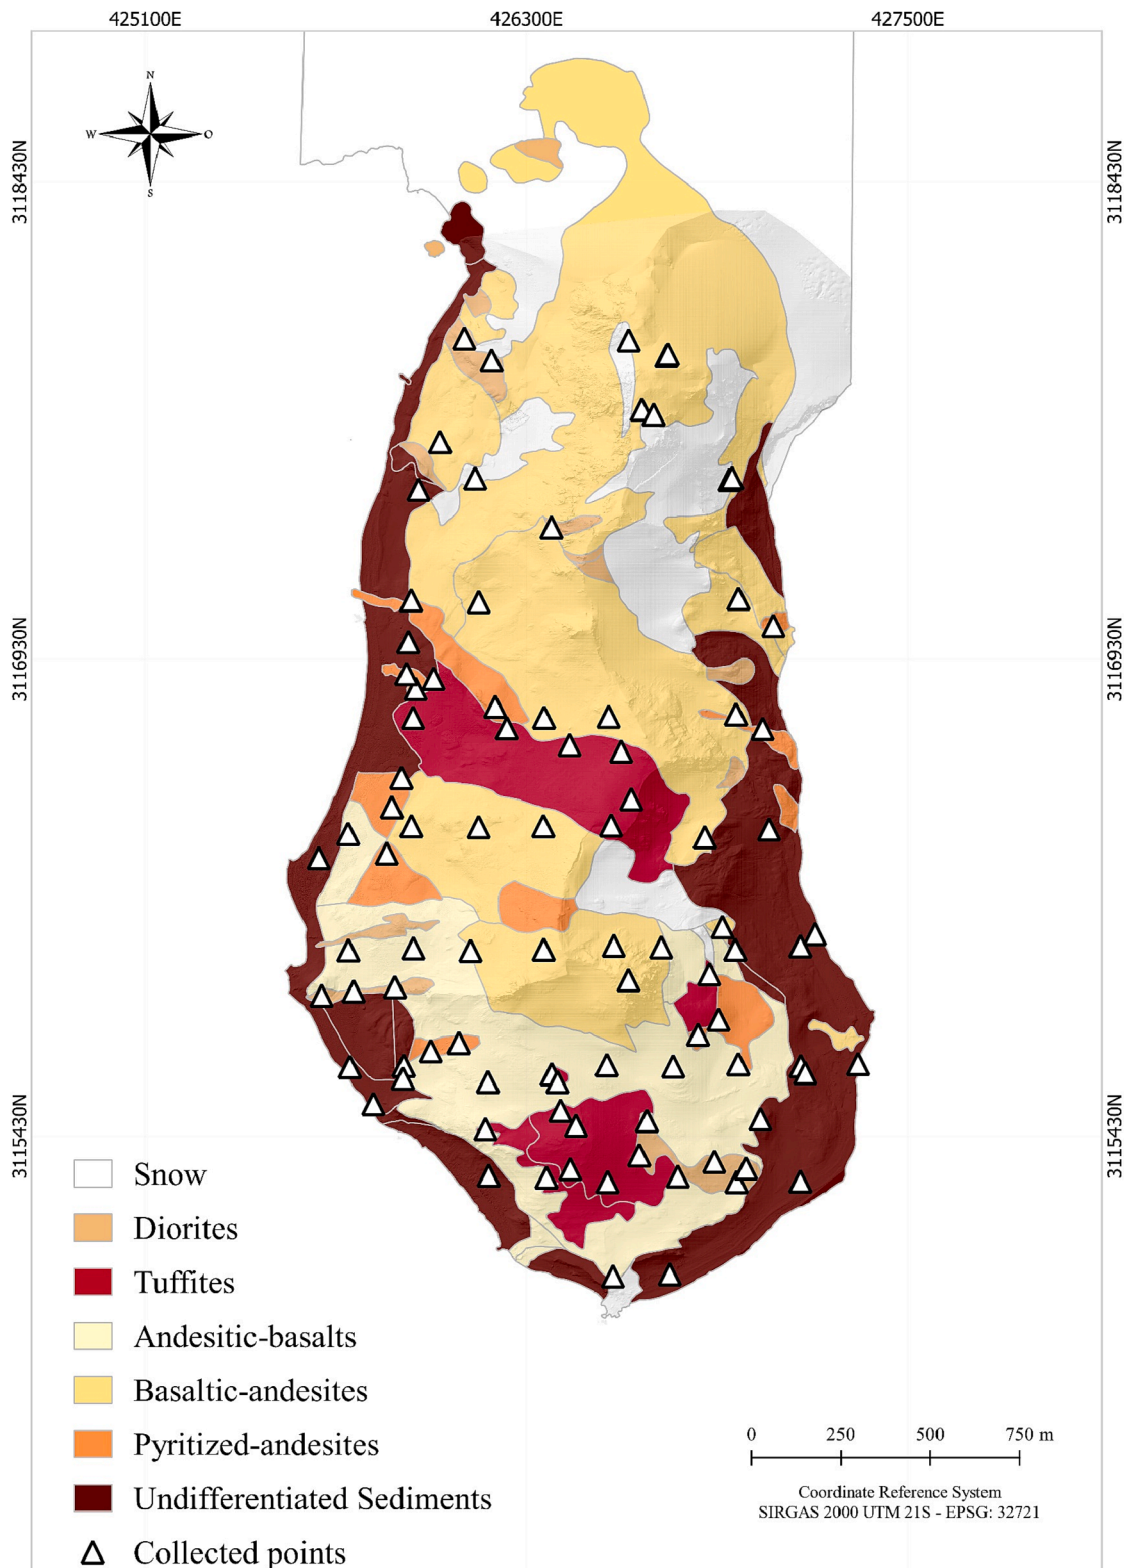 425100E 426300E 427500E
N
W O
S
3118430N 3118430N
3116930N 3116930N
3115430N 3115430N
Snow
Diorites
Tuffites
Andesitic-basalts
Basaltic-andesites
Pyritized-andesites
Undifferentiated Sediments
Collected points
0 250 500 750 m
Coordinate Reference System
SIRGAS 2000 UTM 21S - EPSG: 32721